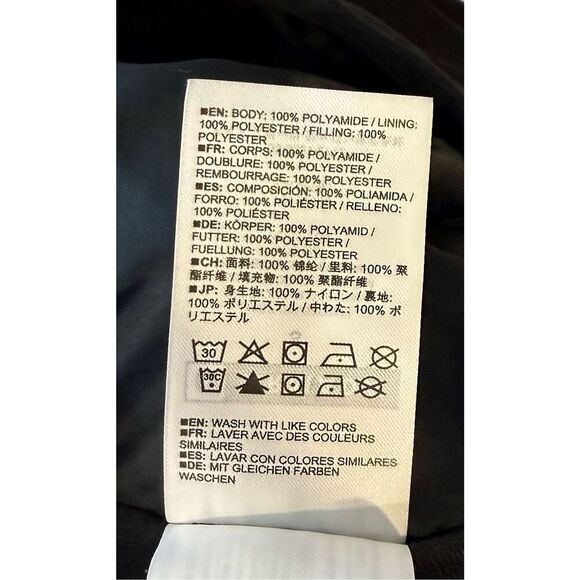 ■EN: BODY: 100% POLYAMIDE / LINING:
100% POLYESTER / FILLING: 100%
POLYESTER
■FR: CORPS: 100% POLYAMIDE /
DOUBLURE: 100% POLYESTER /
REMBOURRAGE: 100% POLYESTER
■ES: COMPOSICIÓN: 100% POLIAMIDA /
FORRO: 100% POLIÉSTER / RELLENO:
100% POLIÉSTER
■DE: KÖRPER: 100% POLYAMID /
FUTTER: 100% POLYESTER /
FUELLUNG: 100% POLYESTER
■CH: 面料: 100% 锦纶 / 里料: 100% 聚
酯纤维 / 填充物: 100% 聚酯纤维
■JP: 身生地: 100% ナイロン / 裏地:
100% ポリエステル / 中わた: 100% ポ
リエステル
30
30C
■EN: WASH WITH LIKE COLORS
■FR: LAVER AVEC DES COULEURS
SIMILAIRES
■ES: LAVAR CON COLORES SIMILARES
■DE: MIT GLEICHEN FARBEN
WASCHEN